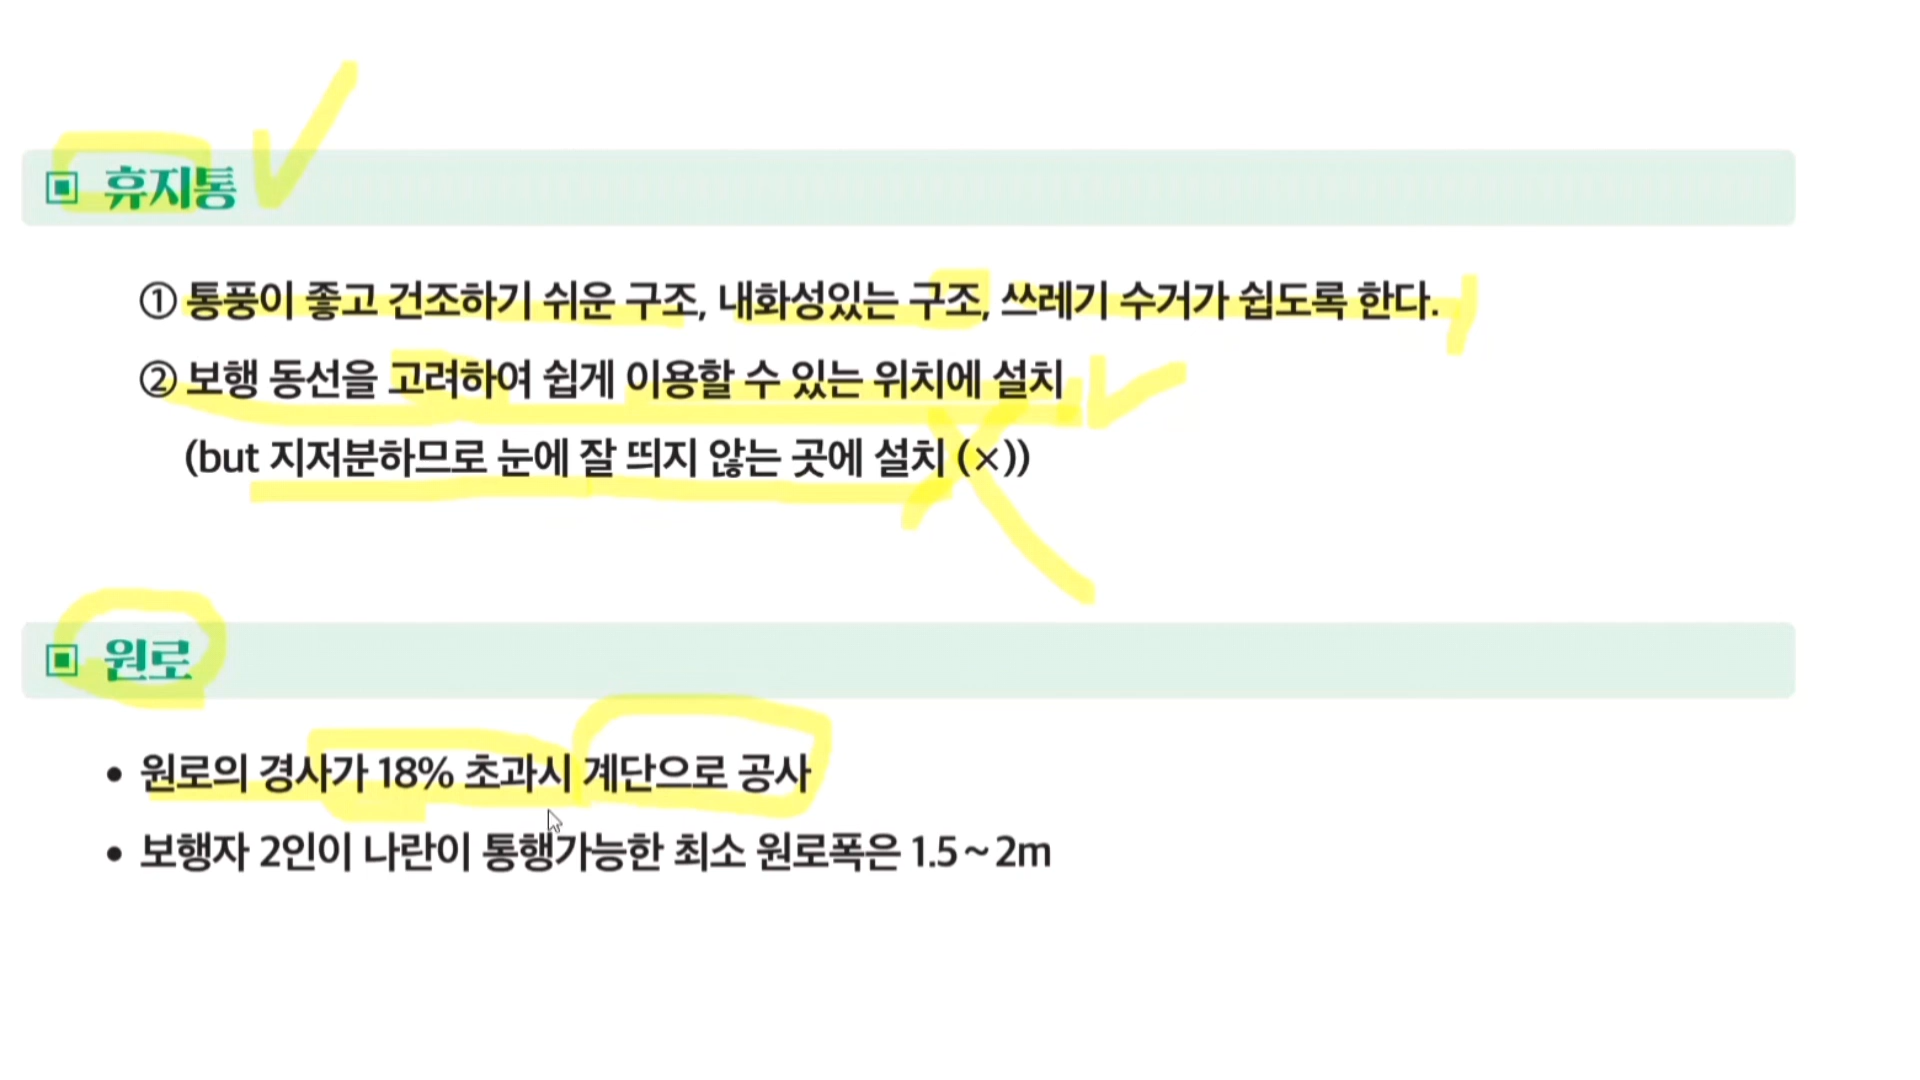 휴지통
① 통풍이 좋고 건조하기 쉬운 구조, 내화성있는 구조, 쓰레기 수거가 쉽도록 한다.
② 보행 동선을 고려하여 쉽게 이용할 수 있는 위치에 설치
(but 지저분하므로 눈에 잘 띄지 않는 곳에 설치 (×))
원로
• 원로의 경사가 18% 초과시 계단으로 공사
• 보행자 2인이 나란이 통행가능한 최소 원로폭은 1.5~2m